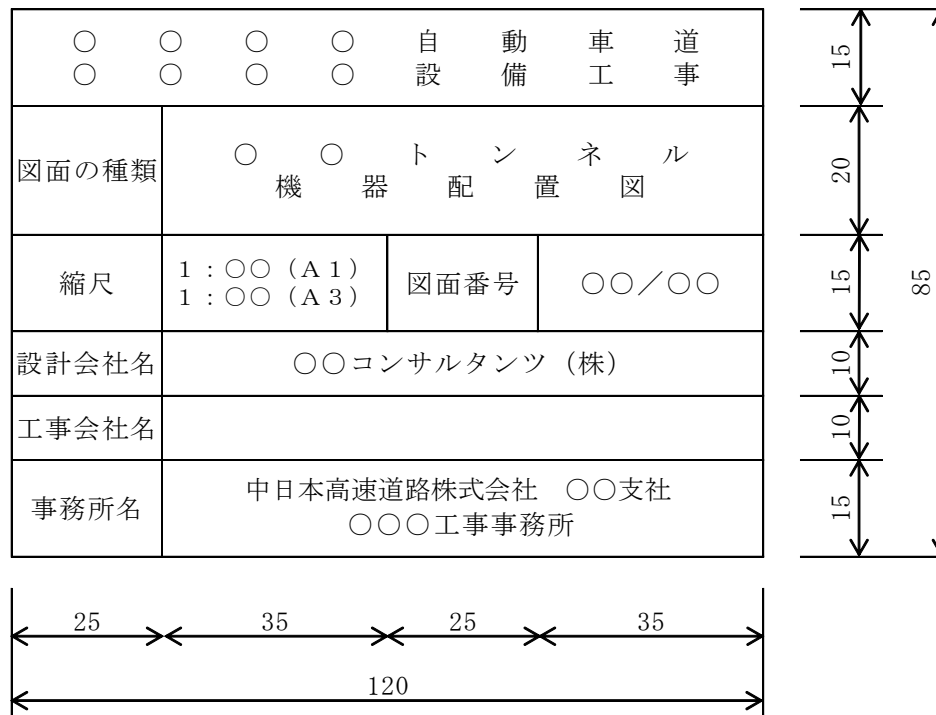 ○ ○ ○ ○ 自 動 車 道
○ ○ ○ ○ 設 備 工 事
図面の種類
○ ○ ト ン ネ ル
機 器 配 置 図
縮尺
1：○○（A1）
1：○○（A3）
図面番号
○○／○○
設計会社名
○○コンサルタンツ（株）
工事会社名
事務所名
中日本高速道路株式会社　○○支社
○○○工事事務所
15
20
15
10
10
15
85
25
35
25
35
120